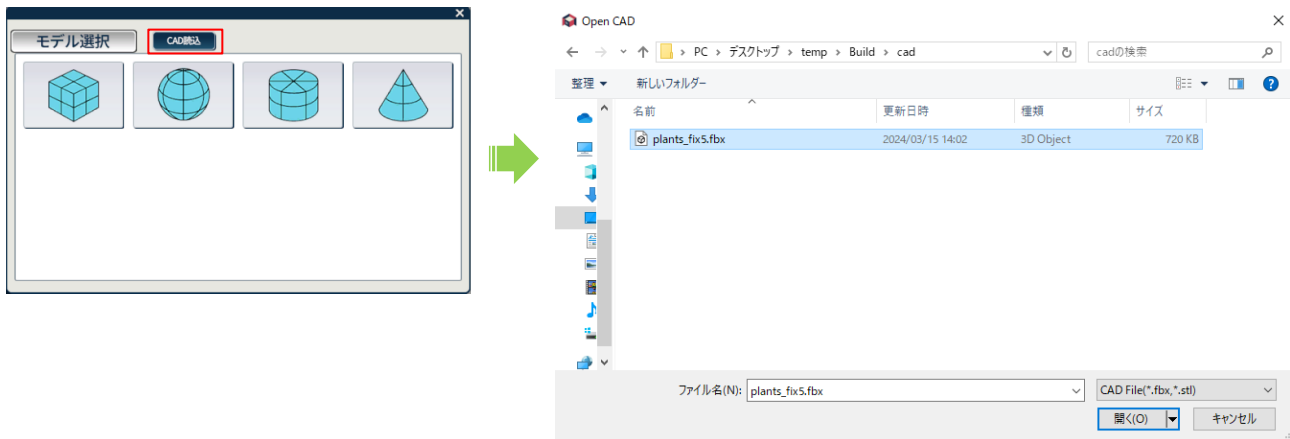 モデル選択 CAD読込
Open CAD
PC › デスクトップ › temp › Build › cad
cadの検索
整理 新しいフォルダー
名前 更新日時 種類 サイズ
plants_fix5.fbx 2024/03/15 14:02 3D Object 720 KB
ファイル名(N): plants_fix5.fbx CAD File(*.fbx,*.stl)
開く(O) キャンセル